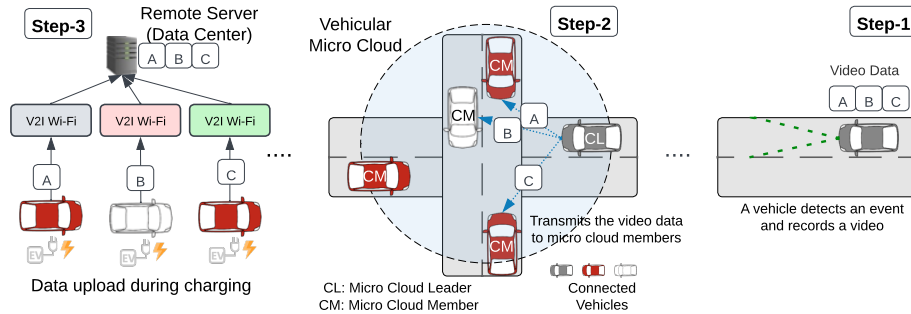 Step-3
Remote Server
(Data Center)
A B C
V2I Wi-Fi
V2I Wi-Fi
V2I Wi-Fi
A
B
C
EV
EV
EV
Data upload during charging
....
Vehicular
Micro Cloud
Step-2
CM
CM
CM
CM
CL
A
B
C
Transmits the video data
to micro cloud members
CL: Micro Cloud Leader
CM: Micro Cloud Member
Connected
Vehicles
....
Step-1
Video Data
A B C
A vehicle detects an event
and records a video